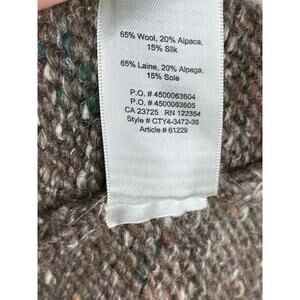 65% Wool, 20% Alpaca,
15% Silk
65% Laine, 20% Alpaga,
15% Soie
P.O. # 4500063604
P.O. # 4500063605
CA 23725 RN 122354
Style # CTY4-3472-36
Article # 61229